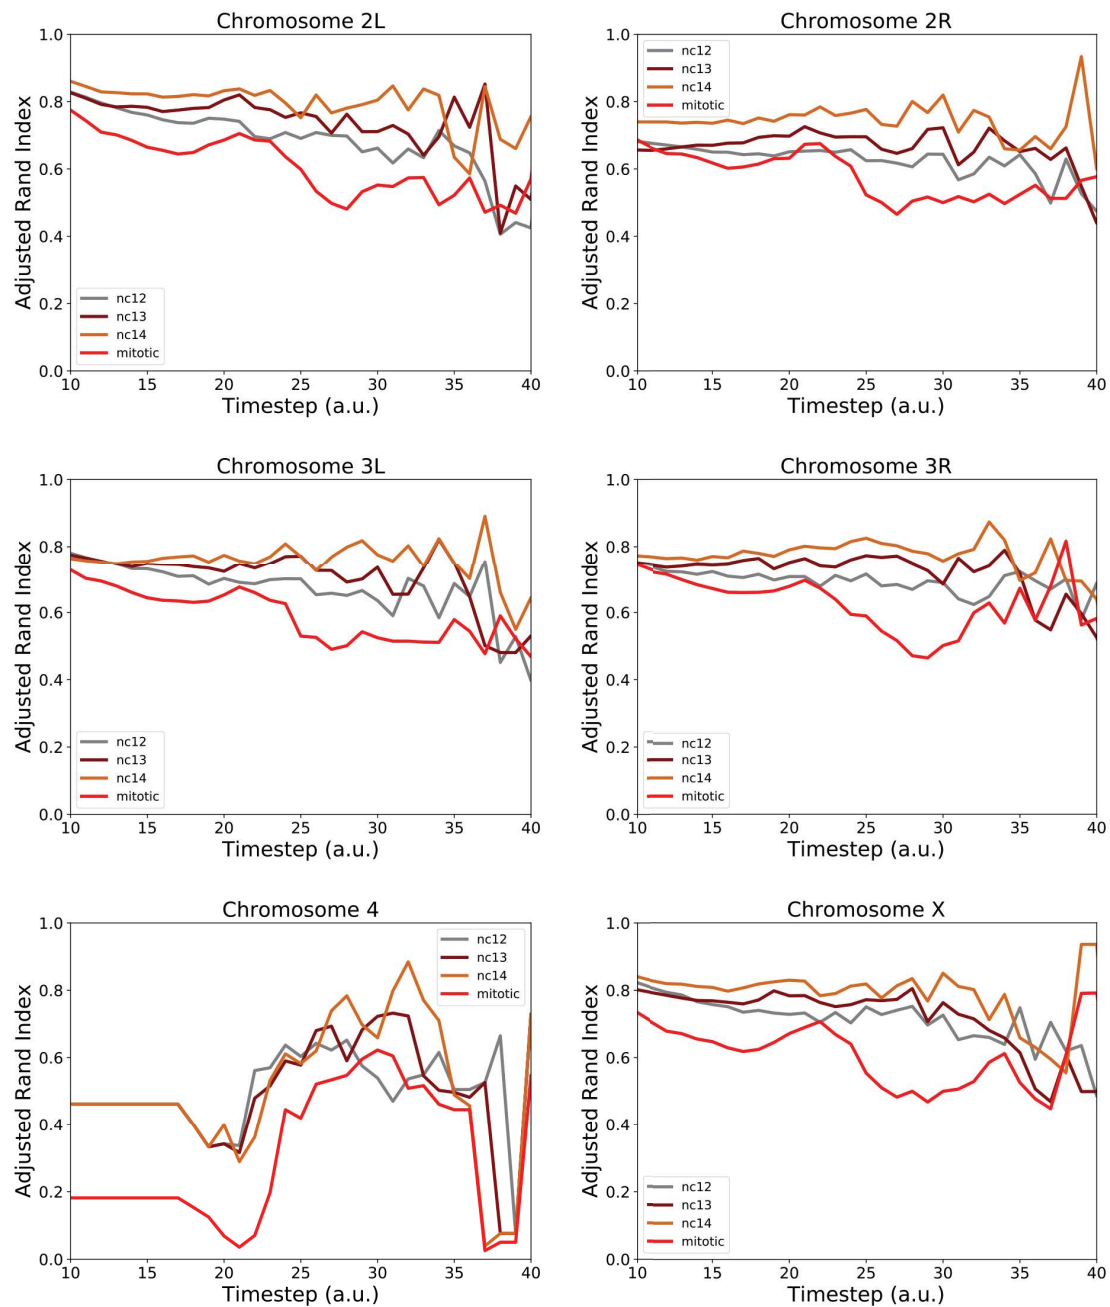 Chromosome 2L
1.0
0.8
0.6
0.4
0.2
0.0
Adjusted Rand Index
nc12
nc13
nc14
mitotic
10 15 20 25 30 35 40
Timestep (a.u.)
Chromosome 2R
1.0
0.8
0.6
0.4
0.2
0.0
Adjusted Rand Index
nc12
nc13
nc14
mitotic
10 15 20 25 30 35 40
Timestep (a.u.)
Chromosome 3L
1.0
0.8
0.6
0.4
0.2
0.0
Adjusted Rand Index
nc12
nc13
nc14
mitotic
10 15 20 25 30 35 40
Timestep (a.u.)
Chromosome 3R
1.0
0.8
0.6
0.4
0.2
0.0
Adjusted Rand Index
nc12
nc13
nc14
mitotic
10 15 20 25 30 35 40
Timestep (a.u.)
Chromosome 4
1.0
0.8
0.6
0.4
0.2
0.0
Adjusted Rand Index
nc12
nc13
nc14
mitotic
10 15 20 25 30 35 40
Timestep (a.u.)
Chromosome X
1.0
0.8
0.6
0.4
0.2
0.0
Adjusted Rand Index
nc12
nc13
nc14
mitotic
10 15 20 25 30 35 40
Timestep (a.u.)